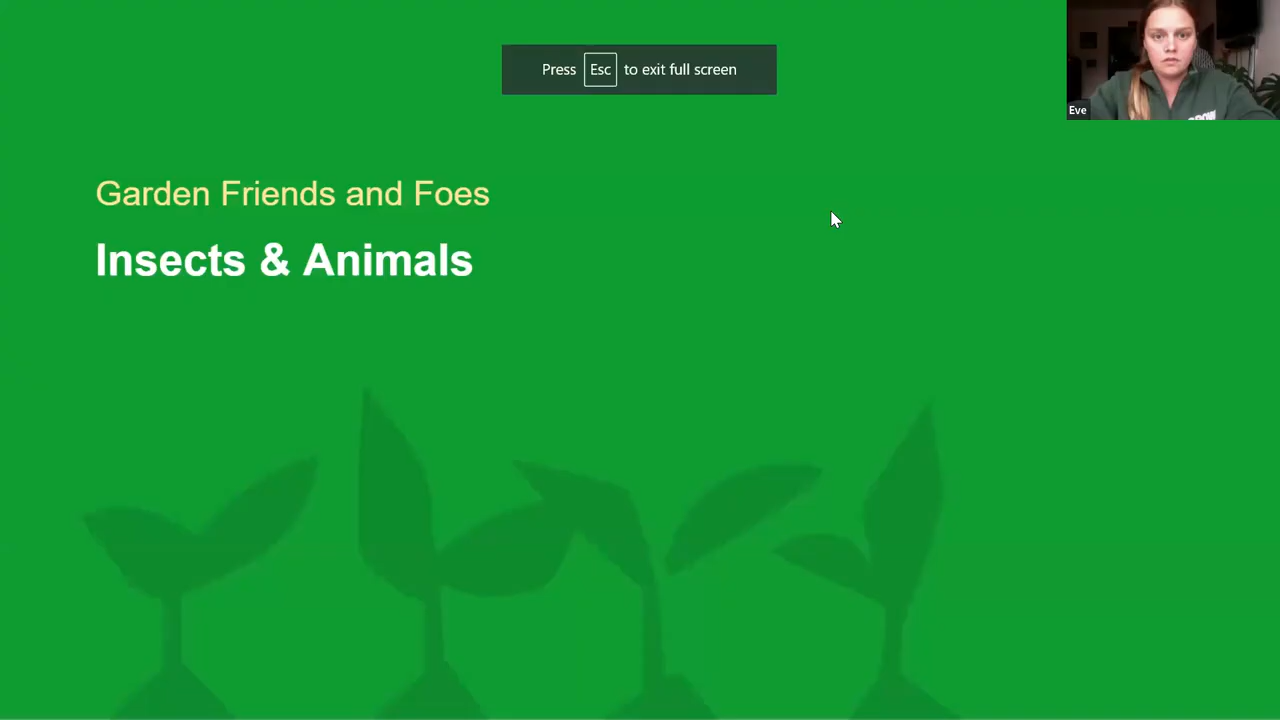 Press Esc to exit full screen
Eve
Garden Friends and Foes
Insects & Animals